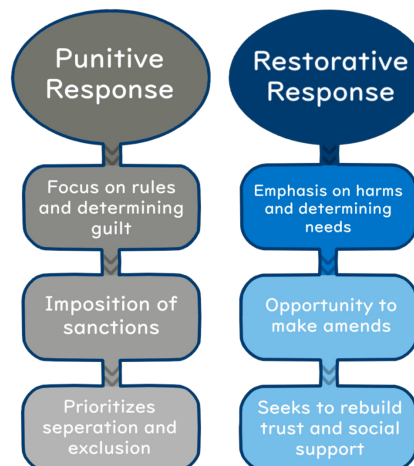 Punitive
Response
Focus on rules
and determining
guilt
Imposition of
sanctions
Prioritizes
seperation and
exclusion
Restorative
Response
Emphasis on harms
and determining
needs
Opportunity to
make amends
Seeks to rebuild
trust and social
support